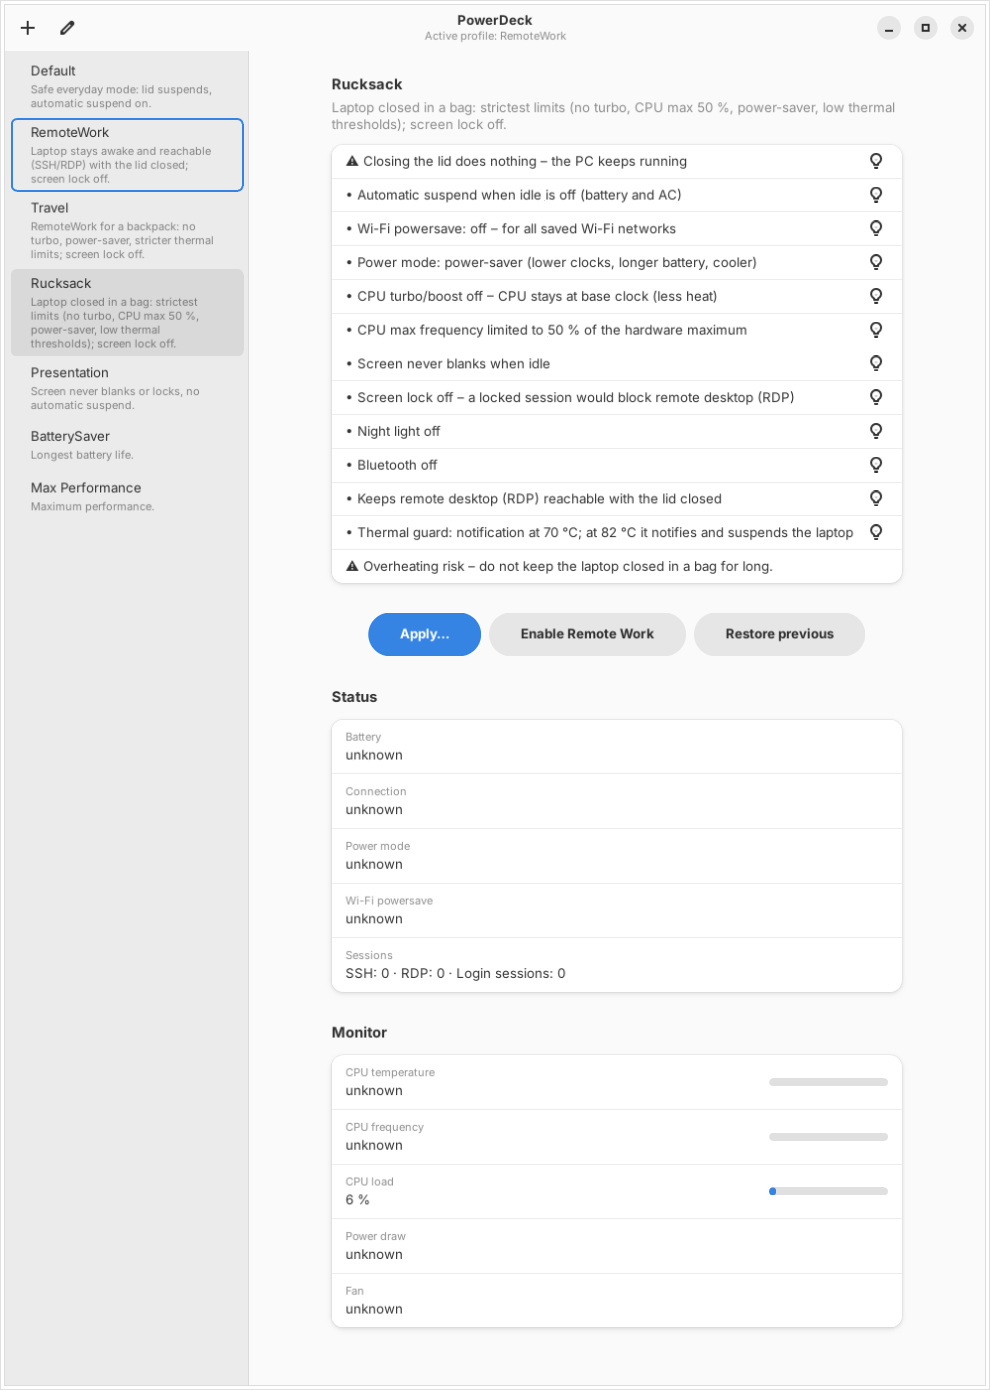 PowerDeck
Active profile: RemoteWork
Default
Safe everyday mode: lid suspends,
automatic suspend on.
RemoteWork
Laptop stays awake and reachable
(SSH/RDP) with the lid closed;
screen lock off.
Travel
RemoteWork for a backpack: no
turbo, power-saver, stricter thermal
limits; screen lock off.
Rucksack
Laptop closed in a bag: strictest
limits (no turbo, CPU max 50 %,
power-saver, low thermal
thresholds); screen lock off.
Presentation
Screen never blanks or locks, no
automatic suspend.
BatterySaver
Longest battery life.
Max Performance
Maximum performance.
Rucksack
Laptop closed in a bag: strictest limits (no turbo, CPU max 50 %, power-saver, low thermal
thresholds); screen lock off.
⚠ Closing the lid does nothing – the PC keeps running
• Automatic suspend when idle is off (battery and AC)
• Wi-Fi powersave: off – for all saved Wi-Fi networks
• Power mode: power-saver (lower clocks, longer battery, cooler)
• CPU turbo/boost off – CPU stays at base clock (less heat)
• CPU max frequency limited to 50 % of the hardware maximum
• Screen never blanks when idle
• Screen lock off – a locked session would block remote desktop (RDP)
• Night light off
• Bluetooth off
• Keeps remote desktop (RDP) reachable with the lid closed
• Thermal guard: notification at 70 °C; at 82 °C it notifies and suspends the laptop
⚠ Overheating risk – do not keep the laptop closed in a bag for long.
Apply…
Enable Remote Work
Restore previous
Status
Battery
unknown
Connection
unknown
Power mode
unknown
Wi-Fi powersave
unknown
Sessions
SSH: 0 · RDP: 0 · Login sessions: 0
Monitor
CPU temperature
unknown
CPU frequency
unknown
CPU load
6 %
Power draw
unknown
Fan
unknown